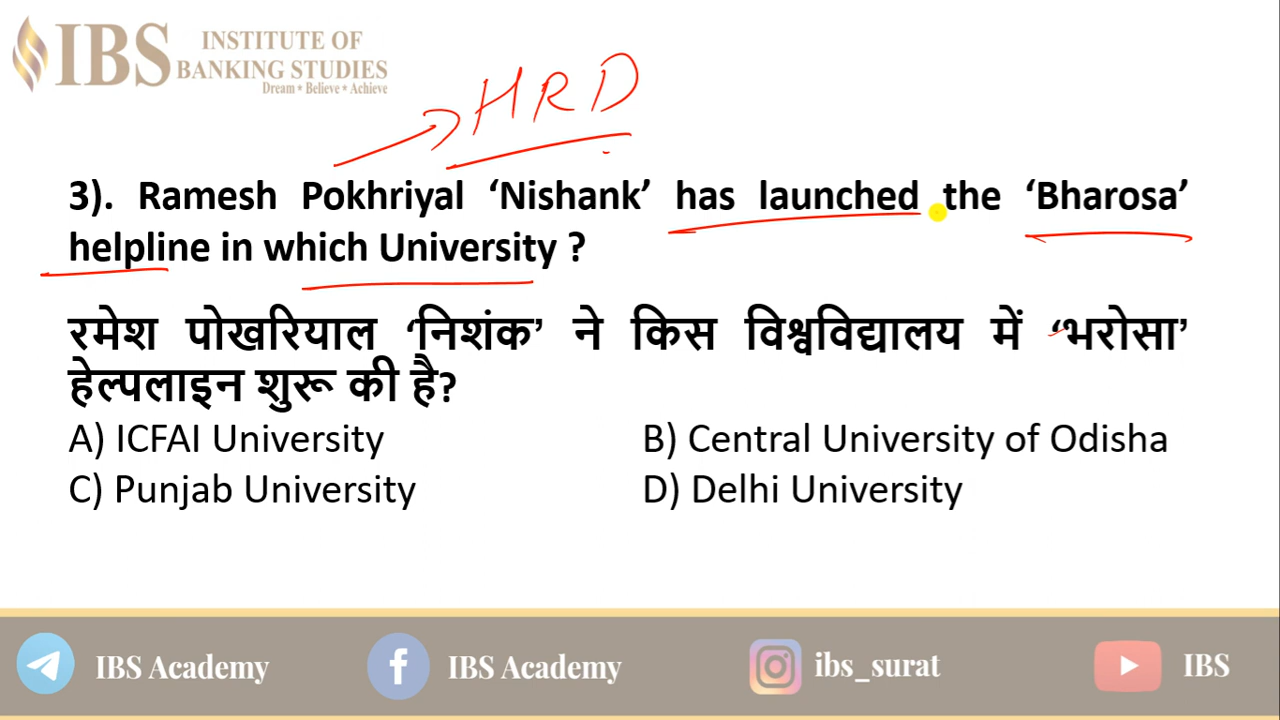 IBS INSTITUTE OF
BANKING STUDIES
Dream * Believe * Achieve
HRD
3). Ramesh Pokhriyal ‘Nishank’ has launched the ‘Bharosa’
helpline in which University ?
रमेश पोखरियाल ‘निशंक’ ने किस विश्वविद्यालय में ‘भरोसा’
हेल्पलाइन शुरू की है?
A) ICFAI University B) Central University of Odisha
C) Punjab University D) Delhi University
IBS Academy IBS Academy ibs_surat IBS